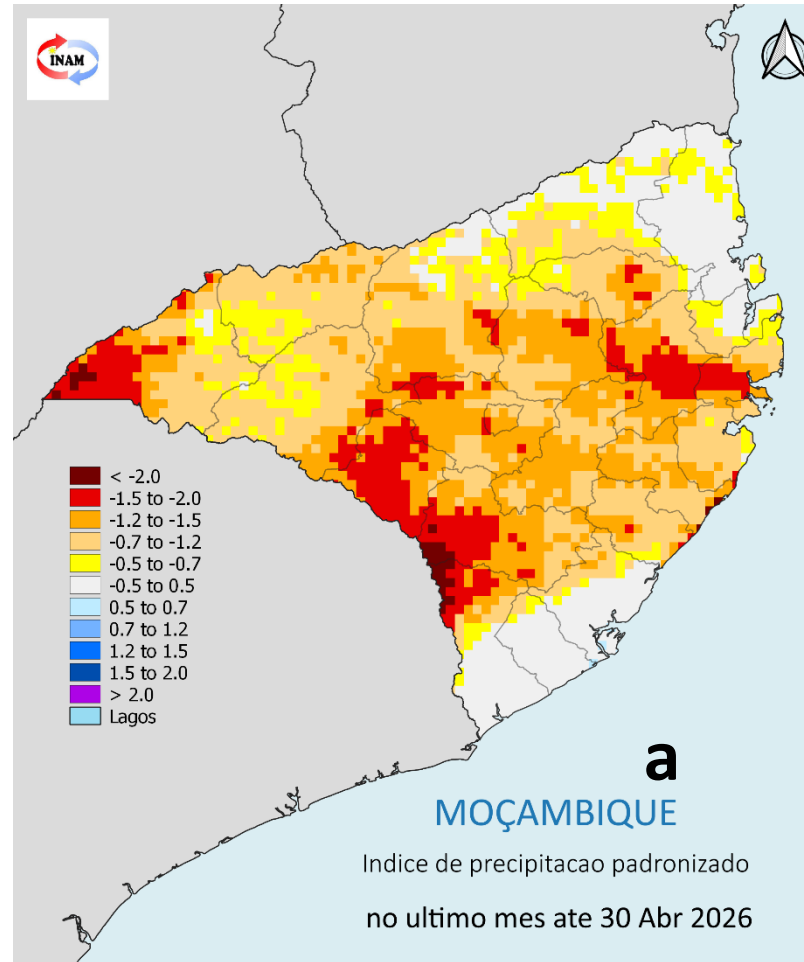 INAM
< -2.0
-1.5 to -2.0
-1.2 to -1.5
-0.7 to -1.2
-0.5 to -0.7
-0.5 to 0.5
0.5 to 0.7
0.7 to 1.2
1.2 to 1.5
1.5 to 2.0
> 2.0
Lagos
a
MOÇAMBIQUE
Indice de precipitacao padronizado
no ultimo mes ate 30 Abr 2026